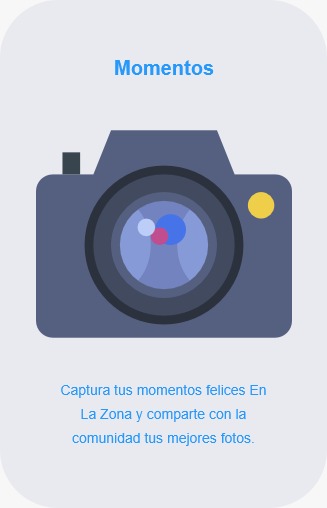 Momentos
Captura tus momentos felices En
La Zona y comparte con la
comunidad tus mejores fotos.